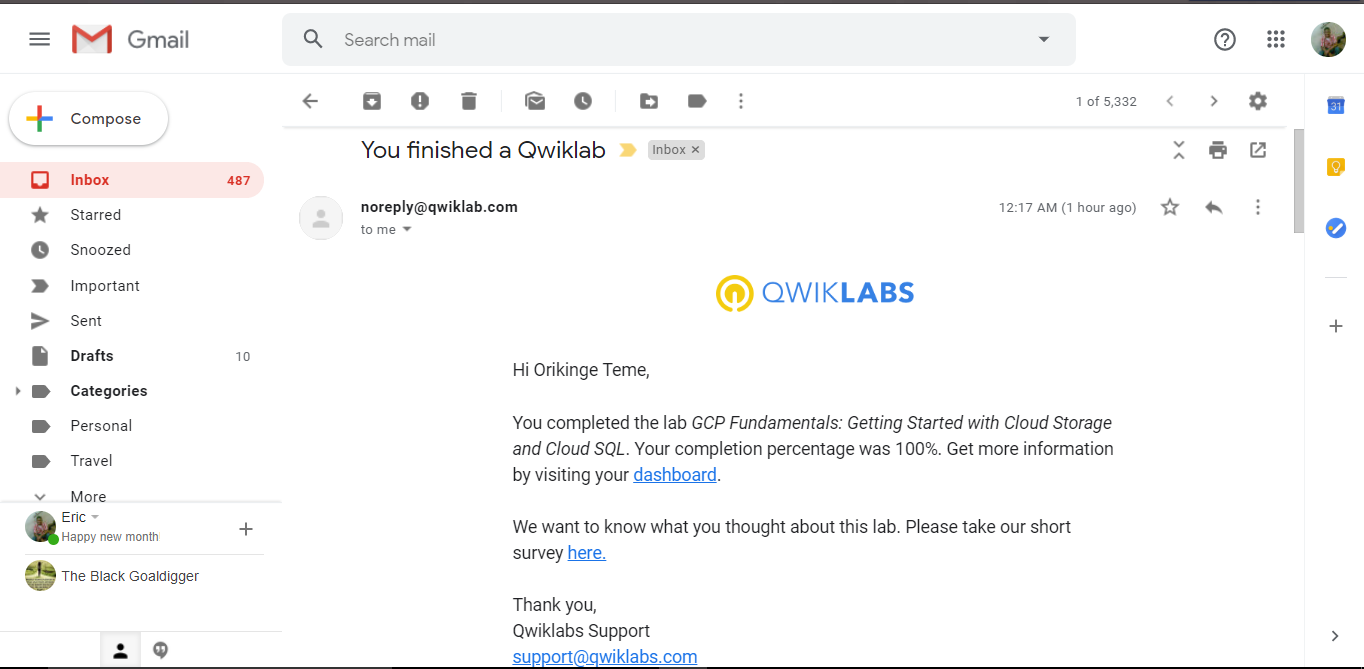 Gmail
Search mail
Compose
1 of 5,332
31
You finished a Qwiklab
Inbox ×
Inbox 487
Starred
Snoozed
Important
Sent
Drafts 10
Categories
Personal
Travel
More
Eric
Happy new month
The Black Goaldigger
noreply@qwiklab.com
12:17 AM (1 hour ago)
to me
QWIKLABS
Hi Orikinge Teme,
You completed the lab GCP Fundamentals: Getting Started with Cloud Storage
and Cloud SQL. Your completion percentage was 100%. Get more information
by visiting your dashboard.
We want to know what you thought about this lab. Please take our short
survey here.
Thank you,
Qwiklabs Support
support@qwiklabs.com